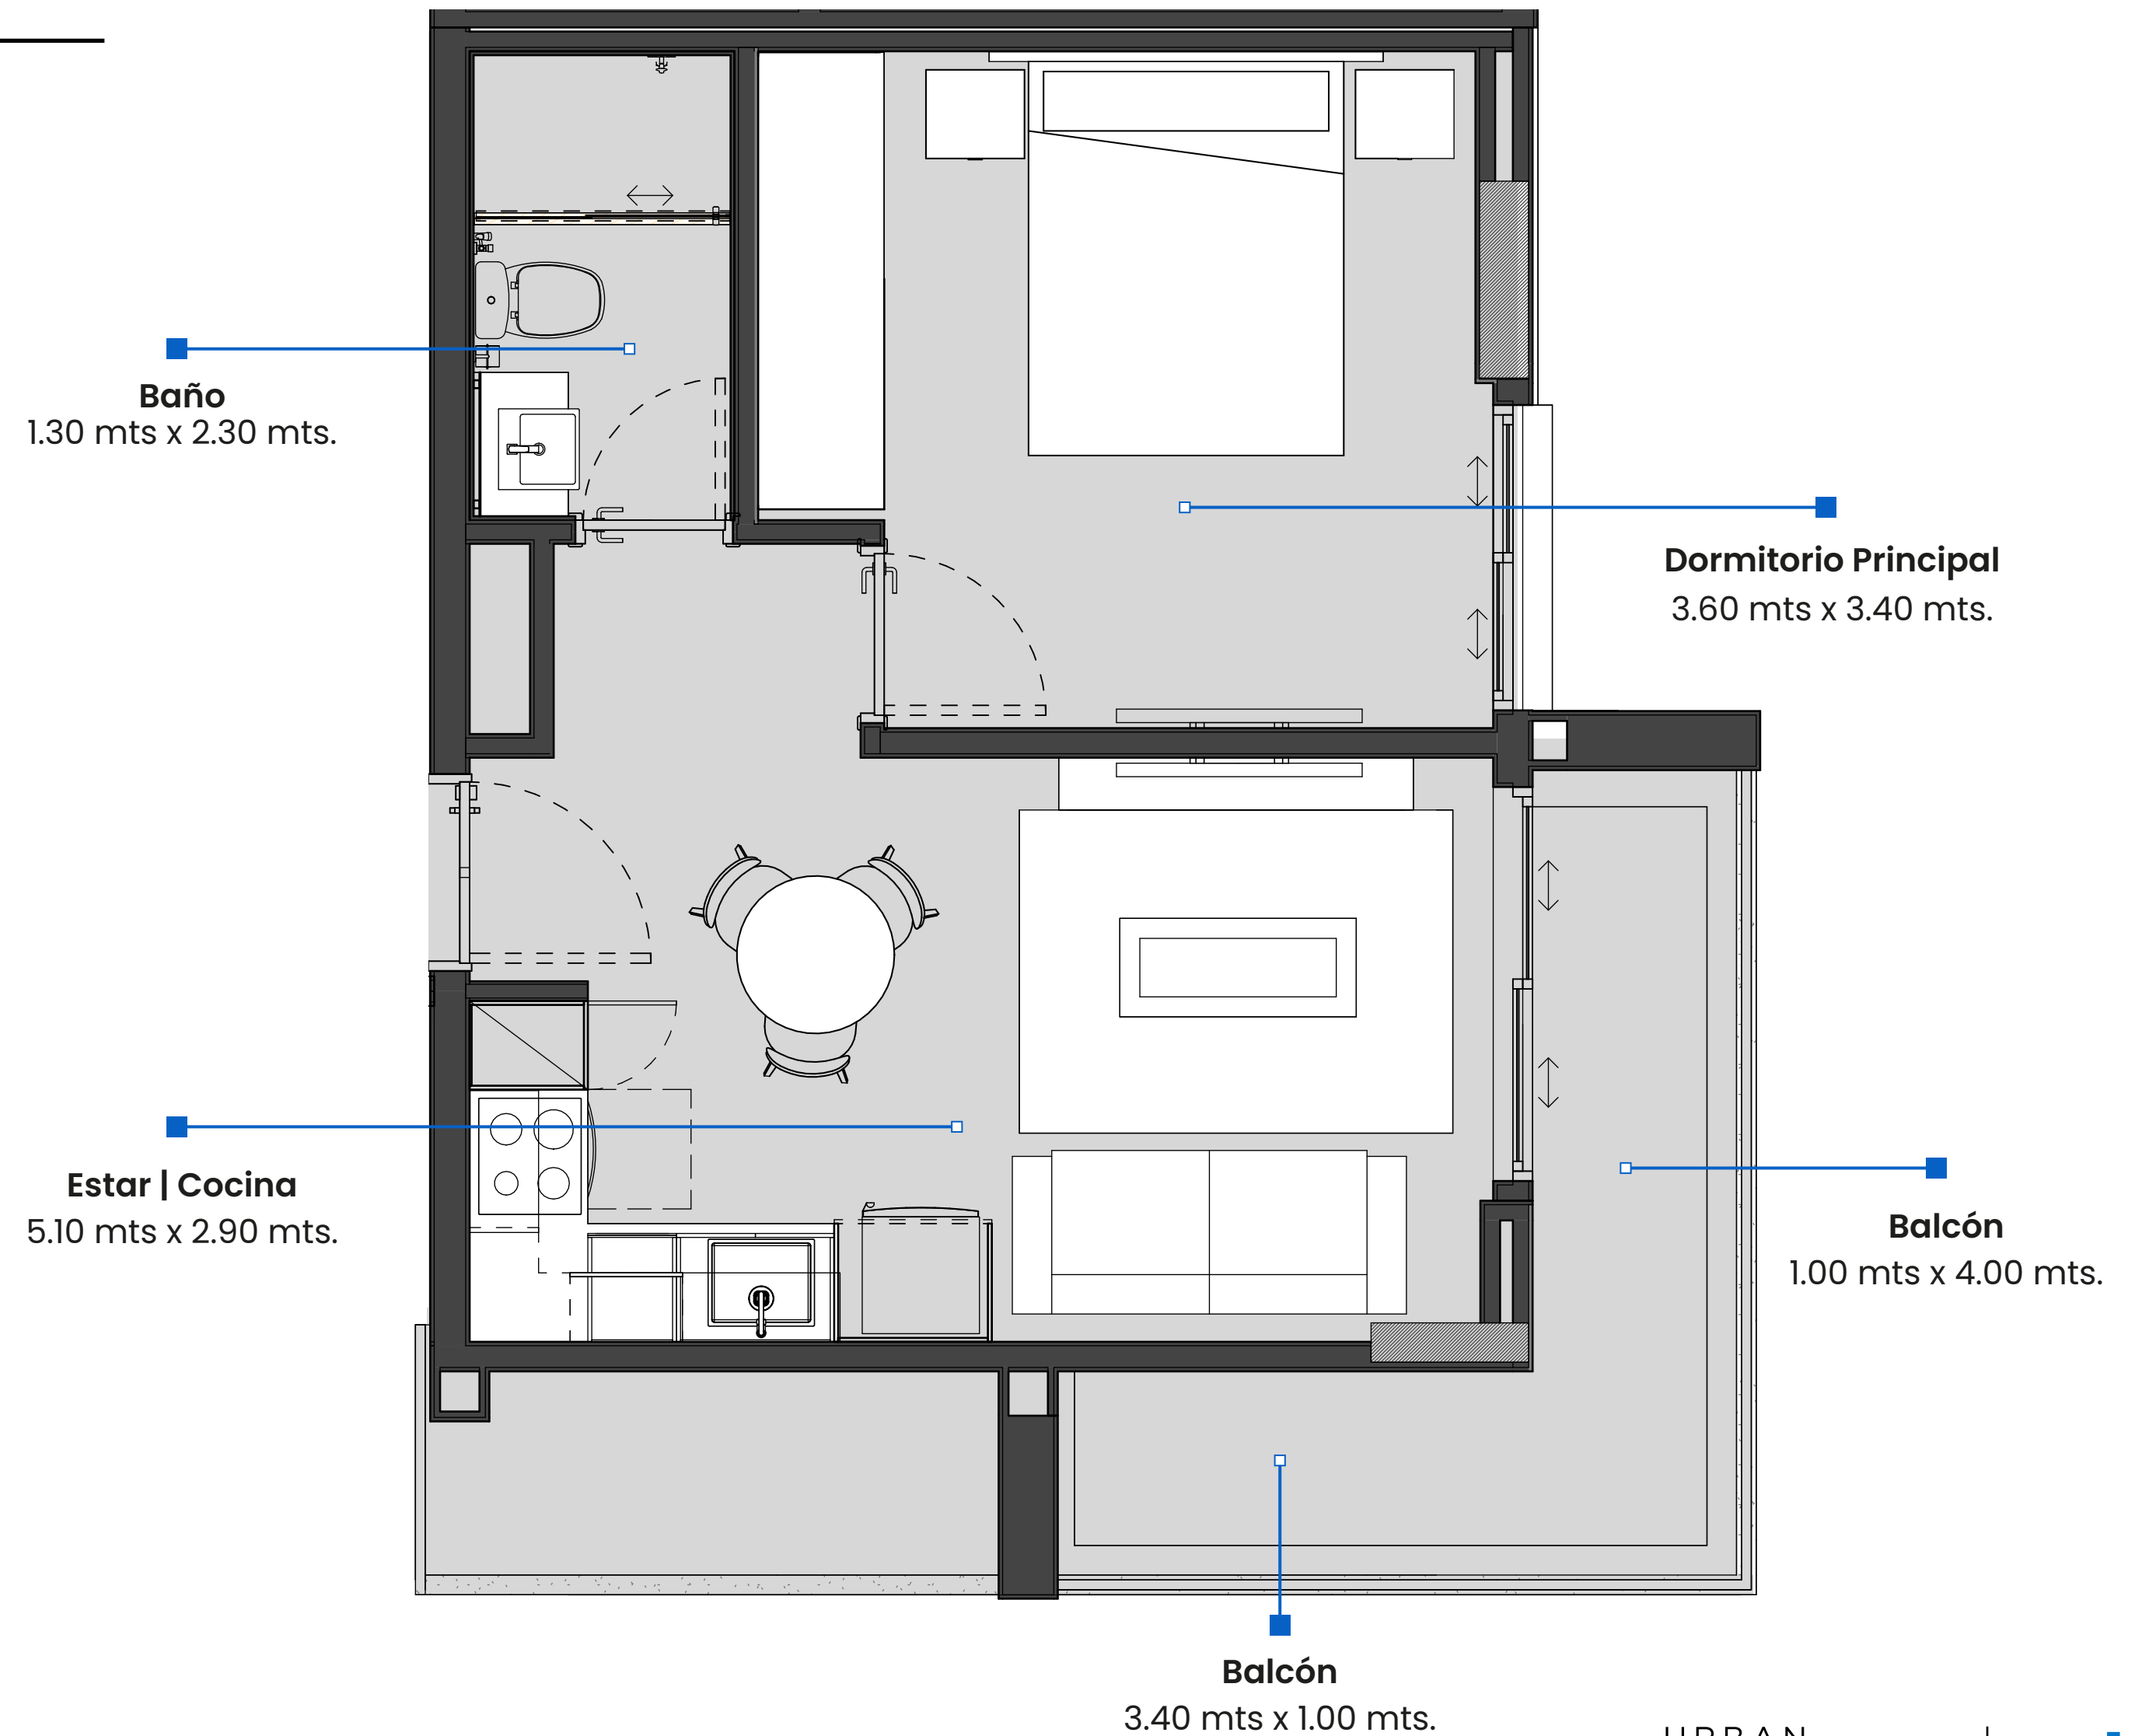 Baño
1.30 mts x 2.30 mts.
Dormitorio Principal
3.60 mts x 3.40 mts.
Estar | Cocina
5.10 mts x 2.90 mts.
Balcón
1.00 mts x 4.00 mts.
Balcón
3.40 mts x 1.00 mts.
URBAN